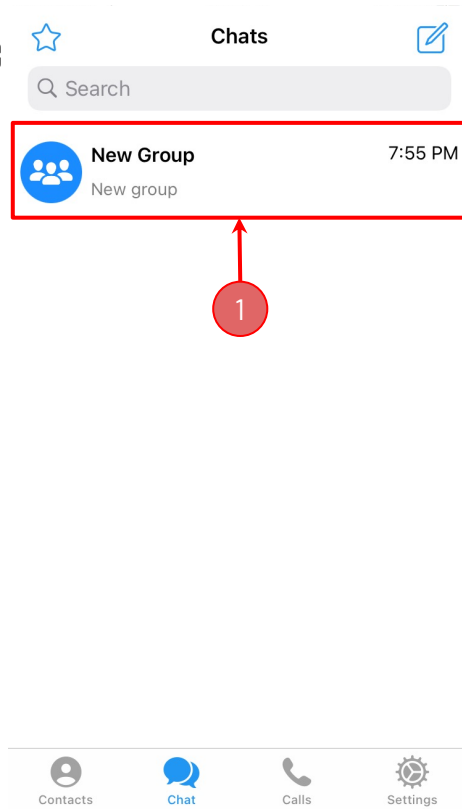 Chats
Search
New Group 7:55 PM
New group
1
Contacts Chat Calls Settings